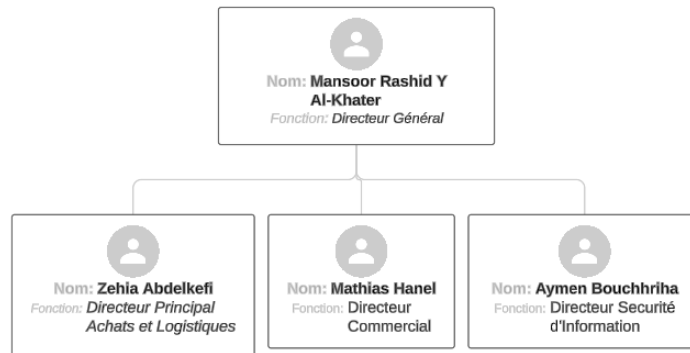 Nom: Mansoor Rashid Y
Al-Khater
Fonction: Directeur Général
Nom: Zehia Abdelkefi
Fonction: Directeur Principal
Achats et Logistiques
Nom: Mathias Hanel
Fonction: Directeur
Commercial
Nom: Aymen Bouchhriha
Fonction: Directeur Securité
d'Information